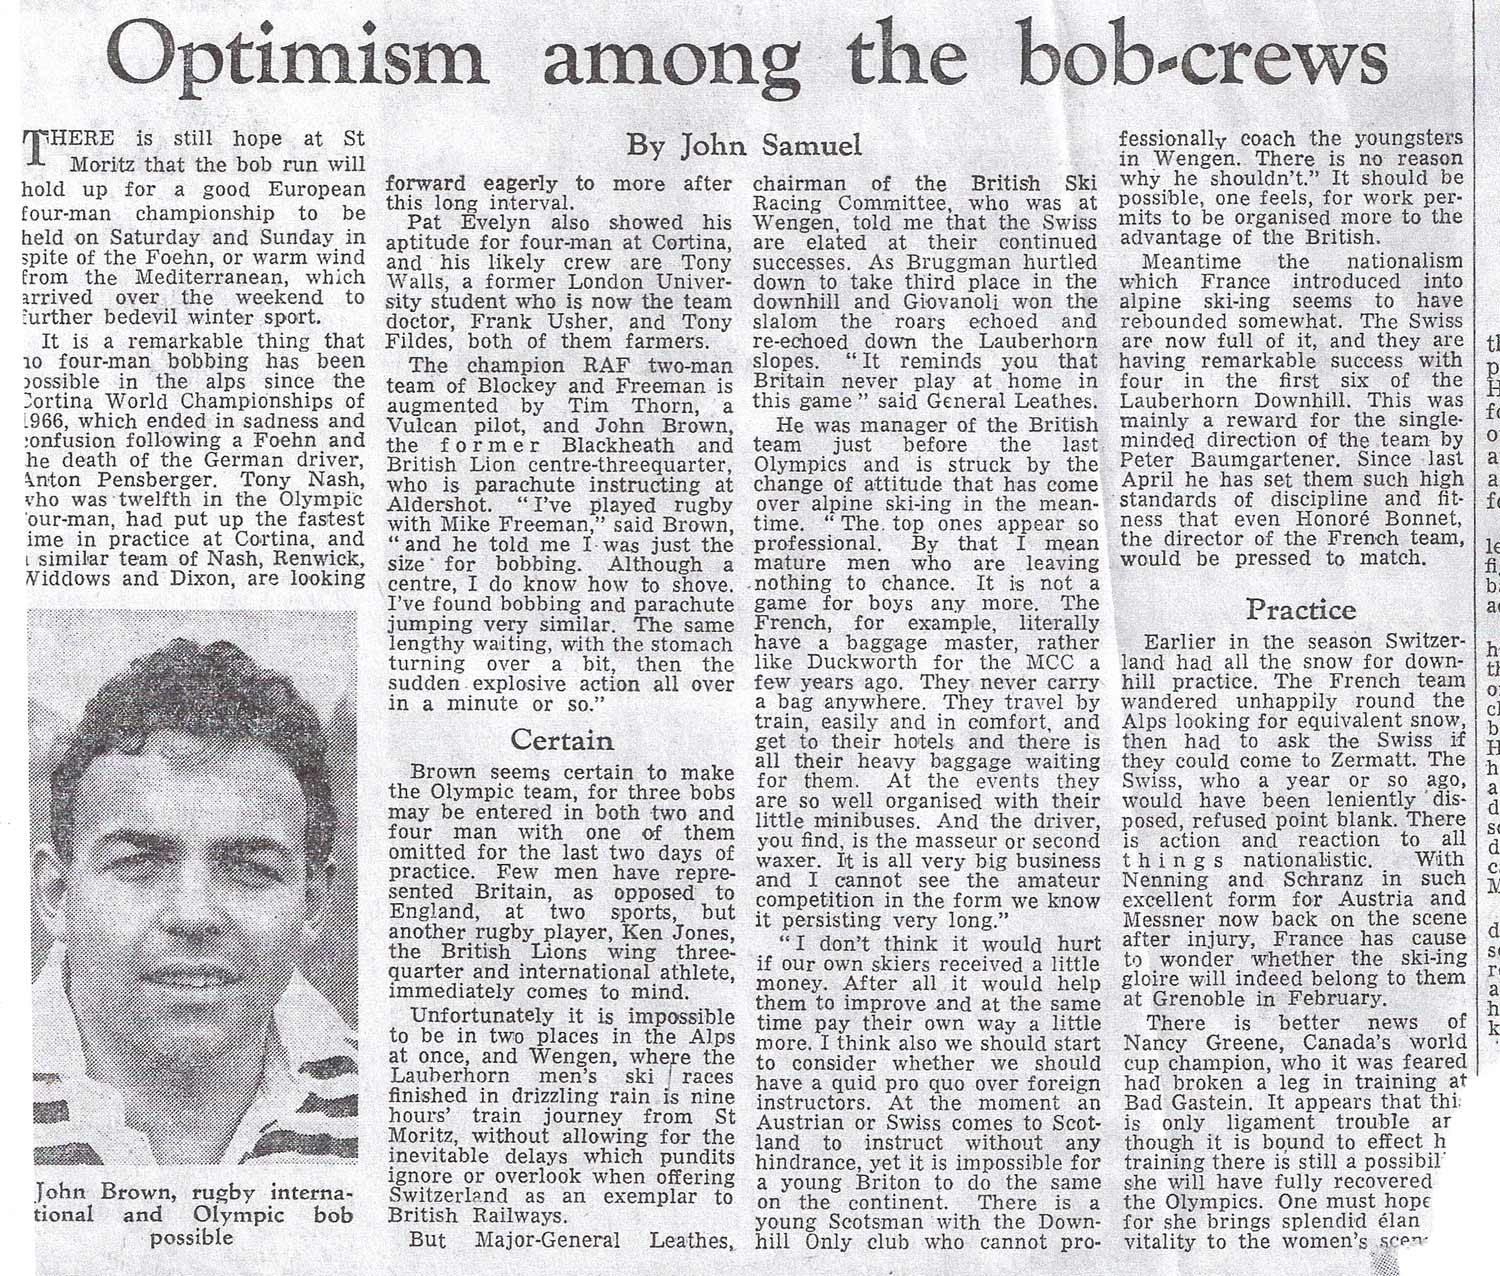 Optimism among the bob-crews
THERE is still hope at St
Moritz that the bob run will
hold up for a good European
four-man championship to be
held on Saturday and Sunday in
spite of the Foehn, or warm wind
from the Mediterranean, which
arrived over the weekend to
further bedevil winter sport.
It is a remarkable thing that
no four-man bobbing has been
possible in the alps since the
Cortina World Championships of
1966, which ended in sadness and
confusion following a Foehn and
the death of the German driver,
Anton Pensberger. Tony Nash,
who was twelfth in the Olympic
four-man, had put up the fastest
time in practice at Cortina, and
a similar team of Nash, Renwick,
Widdows and Dixon, are looking
John Brown, rugby interna-
tional and Olympic bob
possible
By John Samuel
forward eagerly to more after
this long interval.
Pat Evelyn also showed his
aptitude for four-man at Cortina,
and his likely crew are Tony
Walls, a former London Univer-
sity student who is now the team
doctor, Frank Usher, and Tony
Fildes, both of them farmers.
The champion RAF two-man
team of Blockey and Freeman is
augmented by Tim Thorn, a
Vulcan pilot, and John Brown,
the former Blackheath and
British Lion centre-threequarter,
who is parachute instructing at
Aldershot. "I've played rugby
with Mike Freeman," said Brown,
"and he told me I was just the
size for bobbing. Although a
centre, I do know how to shove.
I've found bobbing and parachute
jumping very similar. The same
lengthy waiting, with the stomach
turning over a bit, then the
sudden explosive action all over
in a minute or so."
Certain
Brown seems certain to make
the Olympic team, for three bobs
may be entered in both two and
four man with one of them
omitted for the last two days of
practice. Few men have repre-
sented Britain, as opposed to
England, at two sports, but
another rugby player, Ken Jones,
the British Lions wing three-
quarter and international athlete,
immediately comes to mind.
Unfortunately it is impossible
to be in two places in the Alps
at once, and Wengen, where the
Lauberhorn men's ski races
finished in drizzling rain is nine
hours' train journey from St
Moritz, without allowing for the
inevitable delays which pundits
ignore or overlook when offering
Switzerland as an exemplar to
British Railways.
But Major-General Leathes,
chairman of the British Ski
Racing Committee, who was at
Wengen, told me that the Swiss
are elated at their continued
successes. As Bruggman hurtled
down to take third place in the
downhill and Giovanoli won the
slalom the roars echoed and
re-echoed down the Lauberhorn
slopes. "It reminds you that
Britain never play at home in
this game" said General Leathes.
He was manager of the British
team just before the last
Olympics and is struck by the
change of attitude that has come
over alpine ski-ing in the mean-
time. "The top ones appear so
professional. By that I mean
mature men who are leaving
nothing to chance. It is not a
game for boys any more. The
French, for example, literally
have a baggage master, rather
like Duckworth for the MCC a
few years ago. They never carry
a bag anywhere. They travel by
train, easily and in comfort, and
get to their hotels and there is
all their heavy baggage waiting
for them. At the events they
are so well organised with their
little minibuses. And the driver,
you find, is the masseur or second
waxer. It is all very big business
and I cannot see the amateur
competition in the form we know
it persisting very long."
"I don't think it would hurt
if our own skiers received a little
money. After all it would help
them to improve and at the same
time pay their own way a little
more. I think also we should start
to consider whether we should
have a quid pro quo over foreign
instructors. At the moment an
Austrian or Swiss comes to Scot-
land to instruct without any
hindrance, yet it is impossible for
a young Briton to do the same
on the continent. There is a
young Scotsman with the Down-
hill Only club who cannot pro-
fessionally coach the youngsters
in Wengen. There is no reason
why he shouldn't." It should be
possible, one feels, for work per-
mits to be organised more to the
advantage of the British.
Meantime the nationalism
which France introduced into
alpine ski-ing seems to have
rebounded somewhat. The Swiss
are now full of it, and they are
having remarkable success with
four in the first six of the
Lauberhorn Downhill. This was
mainly a reward for the single-
minded direction of the team by
Peter Baumgartener. Since last
April he has set them such high
standards of discipline and fit-
ness that even Honoré Bonnet,
the director of the French team,
would be pressed to match.
Practice
Earlier in the season Switzer-
land had all the snow for down-
hill practice. The French team
wandered unhappily round the
Alps looking for equivalent snow,
then had to ask the Swiss if
they could come to Zermatt. The
Swiss, who a year or so ago,
would have been leniently dis-
posed, refused point blank. There
is action and reaction to all
things nationalistic. With
Nenning and Schranz in such
excellent form for Austria and
Messner now back on the scene
after injury, France has cause
to wonder whether the ski-ing
gloire will indeed belong to them
at Grenoble in February.
There is better news of
Nancy Greene, Canada's world
cup champion, who it was feared
had broken a leg in training at
Bad Gastein. It appears that this
is only ligament trouble
though it is bound to effect
training there is still a
she will have fully recovered
the Olympics. One must hope
for she brings splendid élan
vitality to the women's